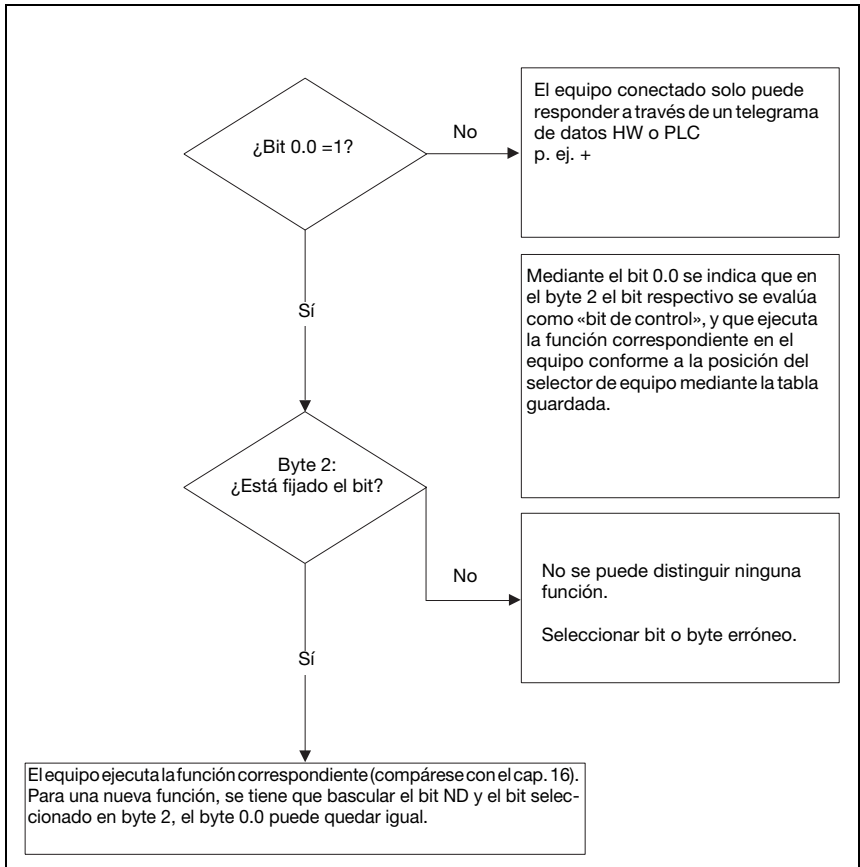 ¿Bit 0.0 =1?
No
El equipo conectado solo puede
responder a través de un telegrama
de datos HW o PLC
p. ej. +
Sí
Mediante el bit 0.0 se indica que en
el byte 2 el bit respectivo se evalúa
como «bit de control», y que ejecuta
la función correspondiente en el
equipo conforme a la posición del
selector de equipo mediante la tabla
guardada.
Byte 2:
¿Está fijado el bit?
No
No se puede distinguir ninguna
función.
Seleccionar bit o byte erróneo.
Sí
El equipo ejecuta la función correspondiente (compárese con el cap. 16).
Para una nueva función, se tiene que bascular el bit ND y el bit selec-
cionado en byte 2, el byte 0.0 puede quedar igual.